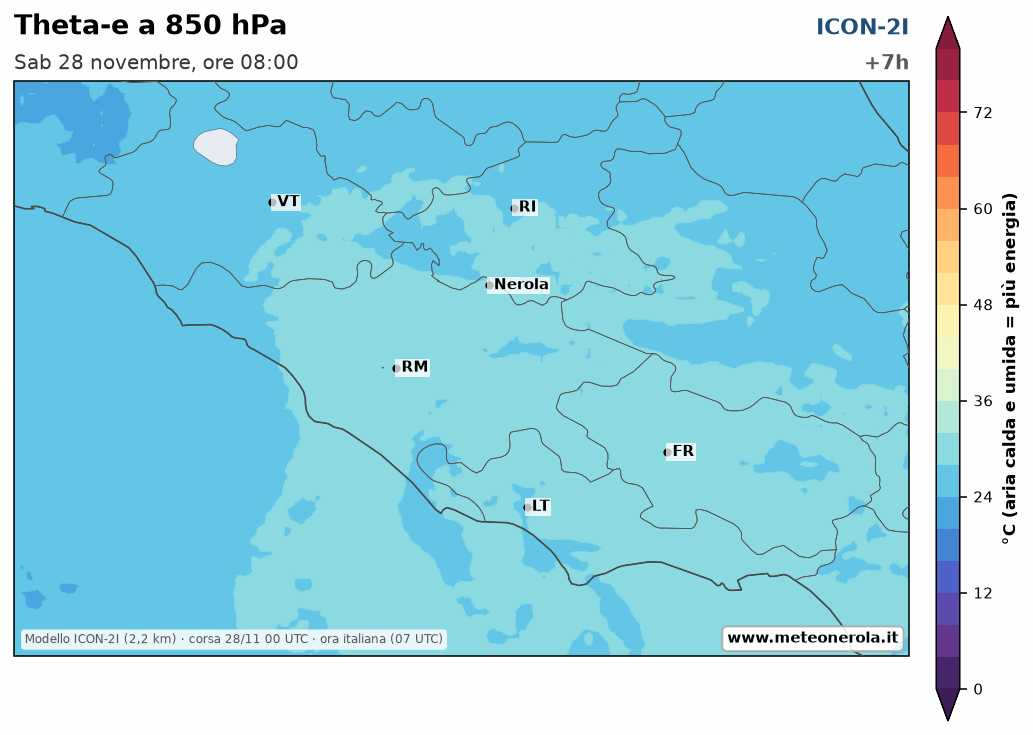 Theta-e a 850 hPa
ICON-2I
Sab 28 novembre, ore 08:00
+7h
VT
RI
Nerola
RM
FR
LT
Modello ICON-2I (2,2 km) · corsa 28/11 00 UTC · ora italiana (07 UTC)
www.meteonerola.it
72
60
48
36
24
12
0
°C (aria calda e umida = più energia)